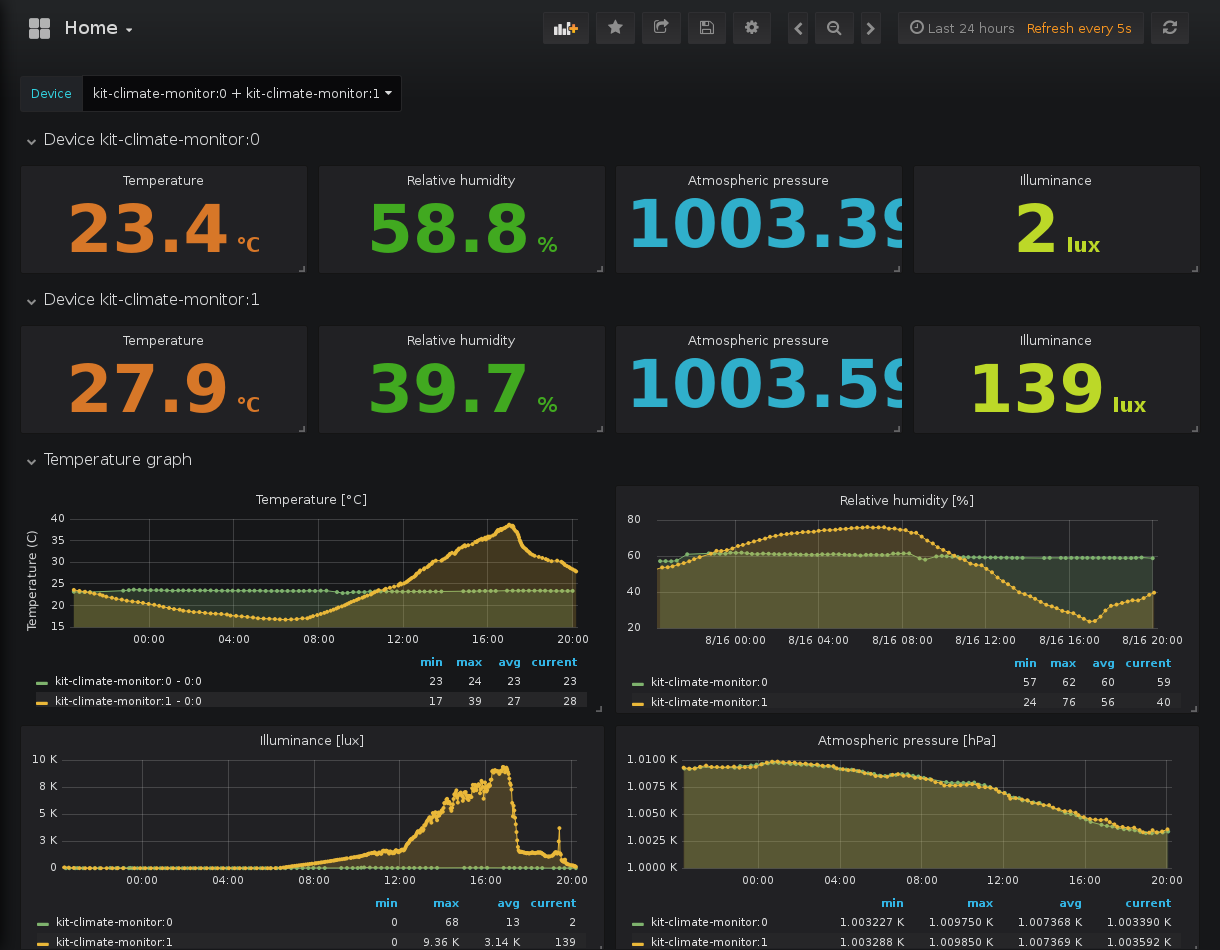 Home
Last 24 hours Refresh every 5s
Device kit-climate-monitor:0 + kit-climate-monitor:1
Device kit-climate-monitor:0
Temperature Relative humidity Atmospheric pressure Illuminance
23.4 °C 58.8 % 1003.39 2 lux
Device kit-climate-monitor:1
Temperature Relative humidity Atmospheric pressure Illuminance
27.9 °C 39.7 % 1003.59 139 lux
Temperature graph
Temperature [°C]
Temperature (C)
40
35
30
25
20
15
00:00 04:00 08:00 12:00 16:00 20:00
min max avg current
kit-climate-monitor:0 - 0:0 23 24 23 23
kit-climate-monitor:1 - 0:0 17 39 27 28
Relative humidity [%]
80
60
40
20
8/16 00:00 8/16 04:00 8/16 08:00 8/16 12:00 8/16 16:00 8/16 20:00
min max avg current
kit-climate-monitor:0 57 62 60 59
kit-climate-monitor:1 24 76 56 40
Illuminance [lux]
10 K
8 K
5 K
3 K
0
00:00 04:00 08:00 12:00 16:00 20:00
min max avg current
kit-climate-monitor:0 0 68 13 2
kit-climate-monitor:1 0 9.36 K 3.14 K 139
Atmospheric pressure [hPa]
1.0100 K
1.0075 K
1.0050 K
1.0025 K
1.0000 K
00:00 04:00 08:00 12:00 16:00 20:00
min max avg current
kit-climate-monitor:0 1.003227 K 1.009750 K 1.007368 K 1.003390 K
kit-climate-monitor:1 1.003288 K 1.009850 K 1.007369 K 1.003592 K